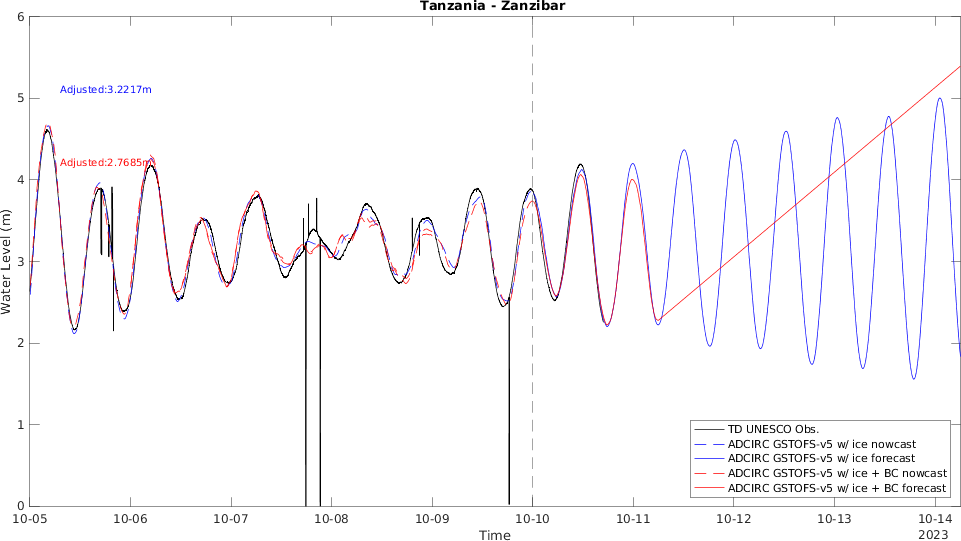 Tanzania - Zanzibar
6
5
4
3
2
1
0
Water Level (m)
Adjusted:3.2217m
Adjusted:2.7685m
TD UNESCO Obs.
ADCIRC GSTOFS-v5 w/ ice nowcast
ADCIRC GSTOFS-v5 w/ ice forecast
ADCIRC GSTOFS-v5 w/ ice + BC nowcast
ADCIRC GSTOFS-v5 w/ ice + BC forecast
10-05 10-06 10-07 10-08 10-09 10-10 10-11 10-12 10-13 10-14
Time
2023